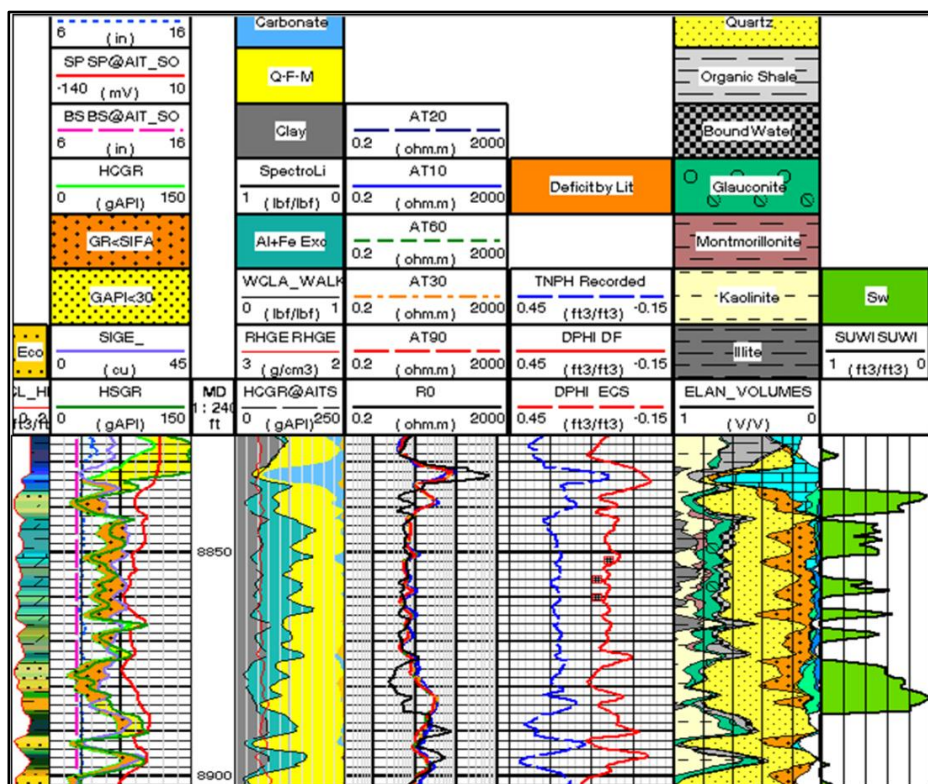 6 16
(in)
SP SP@AIT_SO
-140 (mV) 10
BS BS@AIT_SO
6 16
(in)
HCGR
0 150
(gAPI)
GR<SIFA
GAPI<30
SIGE_
0 45
(cu)
HSGR
0 150
(gAPI)
Eco
MD
1 : 240
ft
Carbonate
Q-F-M
Clay
SpectroLi
1 (lbf/lbf) 0
Al+Fe Exc
WCLA_WALK
0 (lbf/lbf) 1
RHGE RHGE
3 (g/cm3) 2
HCGR@AITS
0 (gAPI) 250
AT20
0.2 2000
(ohm.m)
AT10
0.2 2000
(ohm.m)
AT60
0.2 2000
(ohm.m)
AT30
0.2 2000
(ohm.m)
AT90
0.2 2000
(ohm.m)
R0
0.2 2000
(ohm.m)
Deficit by Lit
TNPH Recorded
0.45 -0.15
(ft3/ft3)
DPHI DF
0.45 -0.15
(ft3/ft3)
DPHI ECS
0.45 -0.15
(ft3/ft3)
Quartz
Organic Shale
Bound Water
Glauconite
Montmorillonite
Kaolinite
Illite
ELAN_VOLUMES
1 0
(V/V)
Sw
SUWI SUWI
1 0
(ft3/ft3)
8850
8900